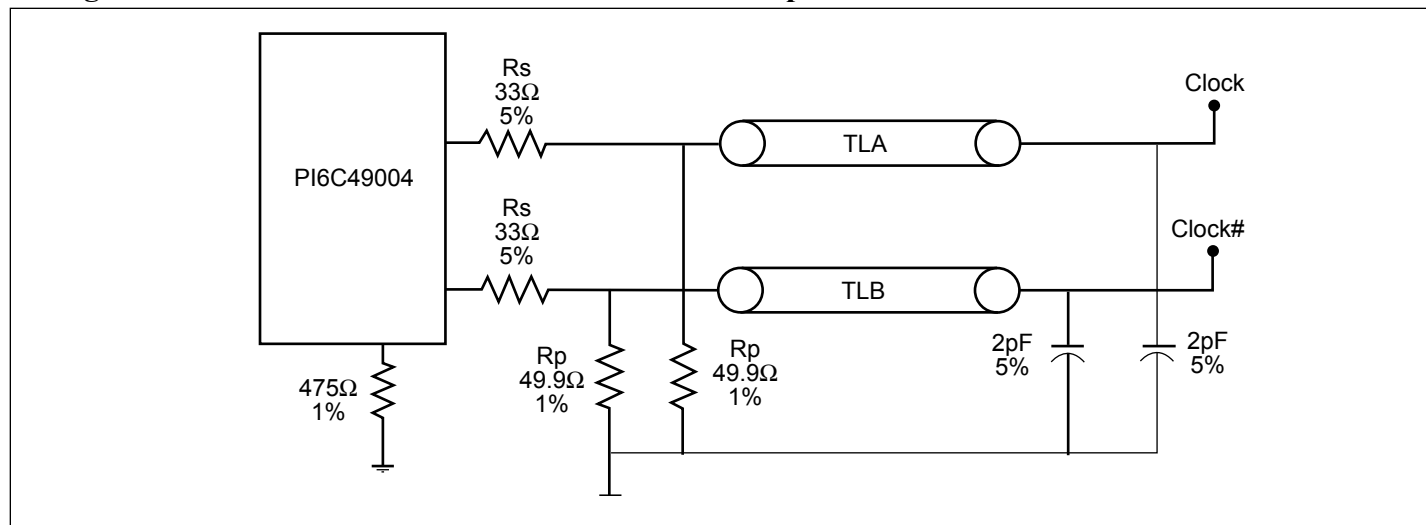 Rs
33Ω
5%
Clock
TLA
PI6C49004
Rs
33Ω
5%
Clock#
TLB
475Ω
1%
Rp
49.9Ω
1%
Rp
49.9Ω
1%
2pF
5%
2pF
5%